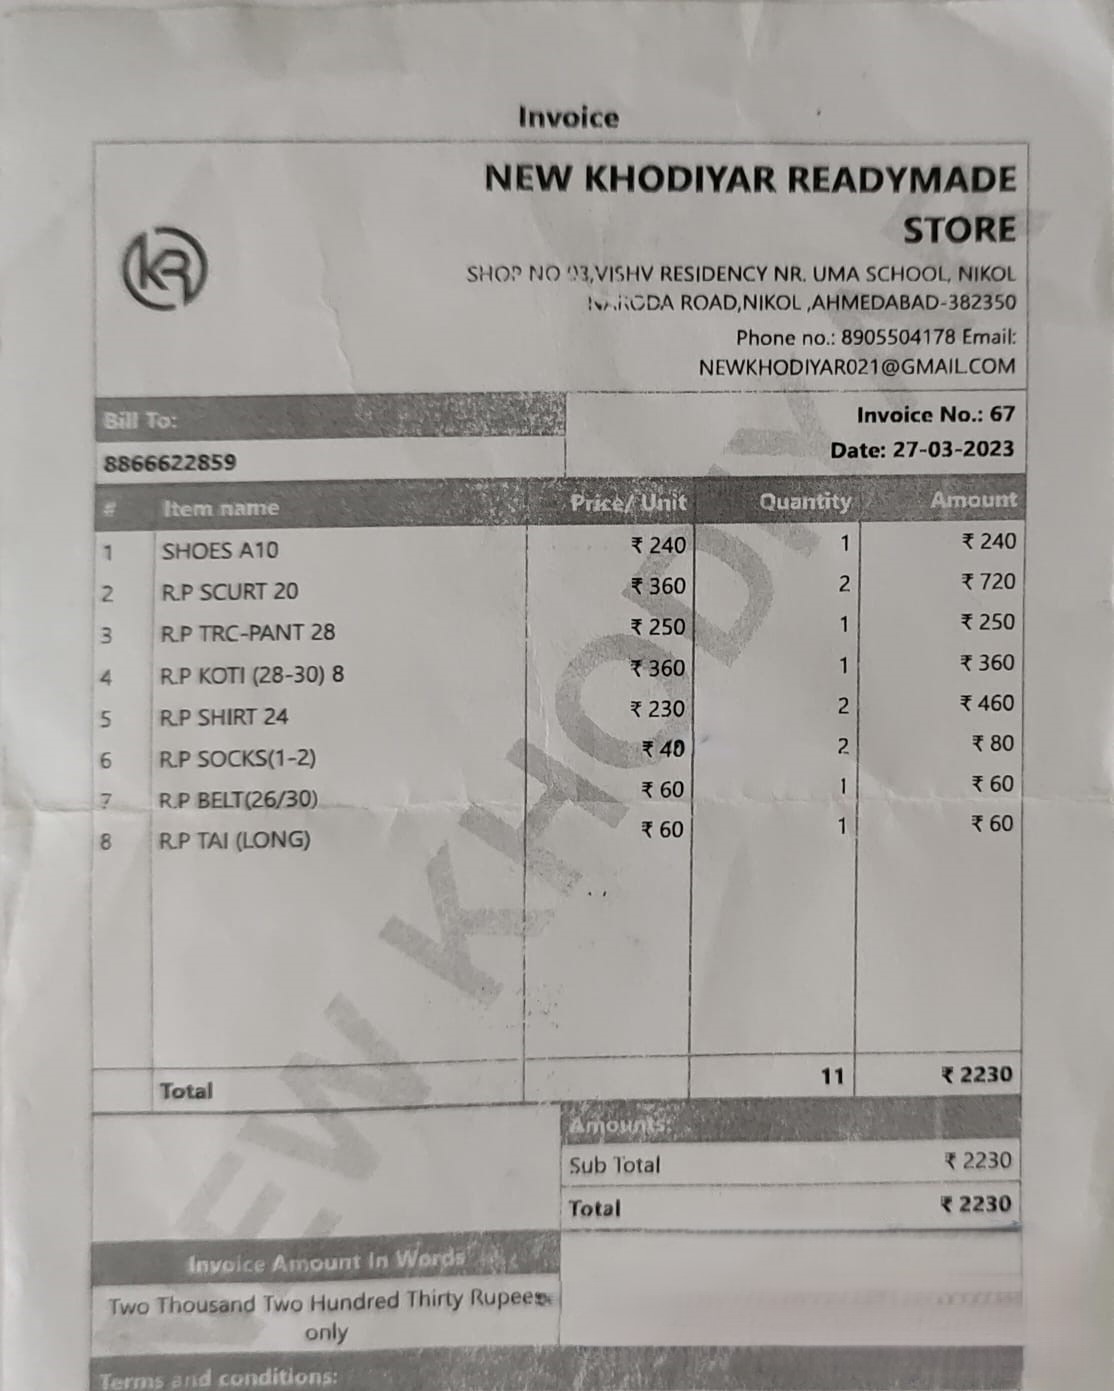 Invoice
KR
NEW KHODIYAR READYMADE
STORE
SHOP NO 03,VISHV RESIDENCY NR. UMA SCHOOL, NIKOL
NARODA ROAD,NIKOL ,AHMEDABAD-382350
Phone no.: 8905504178 Email:
NEWKHODIYAR021@GMAIL.COM
Bill To:
8866622859
Invoice No.: 67
Date: 27-03-2023
# Item name Price/ Unit Quantity Amount
1 SHOES A10 ₹ 240 1 ₹ 240
2 R.P SCURT 20 ₹ 360 2 ₹ 720
3 R.P TRC-PANT 28 ₹ 250 1 ₹ 250
4 R.P KOTI (28-30) 8 ₹ 360 1 ₹ 360
5 R.P SHIRT 24 ₹ 230 2 ₹ 460
6 R.P SOCKS(1-2) ₹ 40 2 ₹ 80
7 R.P BELT(26/30) ₹ 60 1 ₹ 60
8 R.P TAI (LONG) ₹ 60 1 ₹ 60
Total 11 ₹ 2230
Amounts:
Sub Total ₹ 2230
Total ₹ 2230
Invoice Amount In Words
Two Thousand Two Hundred Thirty Rupees
only
Terms and conditions:
NEW KHODIYAR